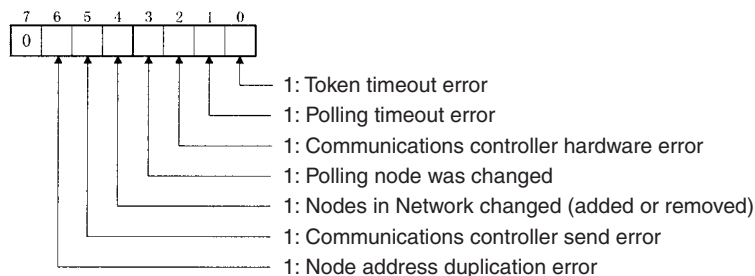 7 6 5 4 3 2 1 0
0
1: Token timeout error
1: Polling timeout error
1: Communications controller hardware error
1: Polling node was changed
1: Nodes in Network changed (added or removed)
1: Communications controller send error
1: Node address duplication error